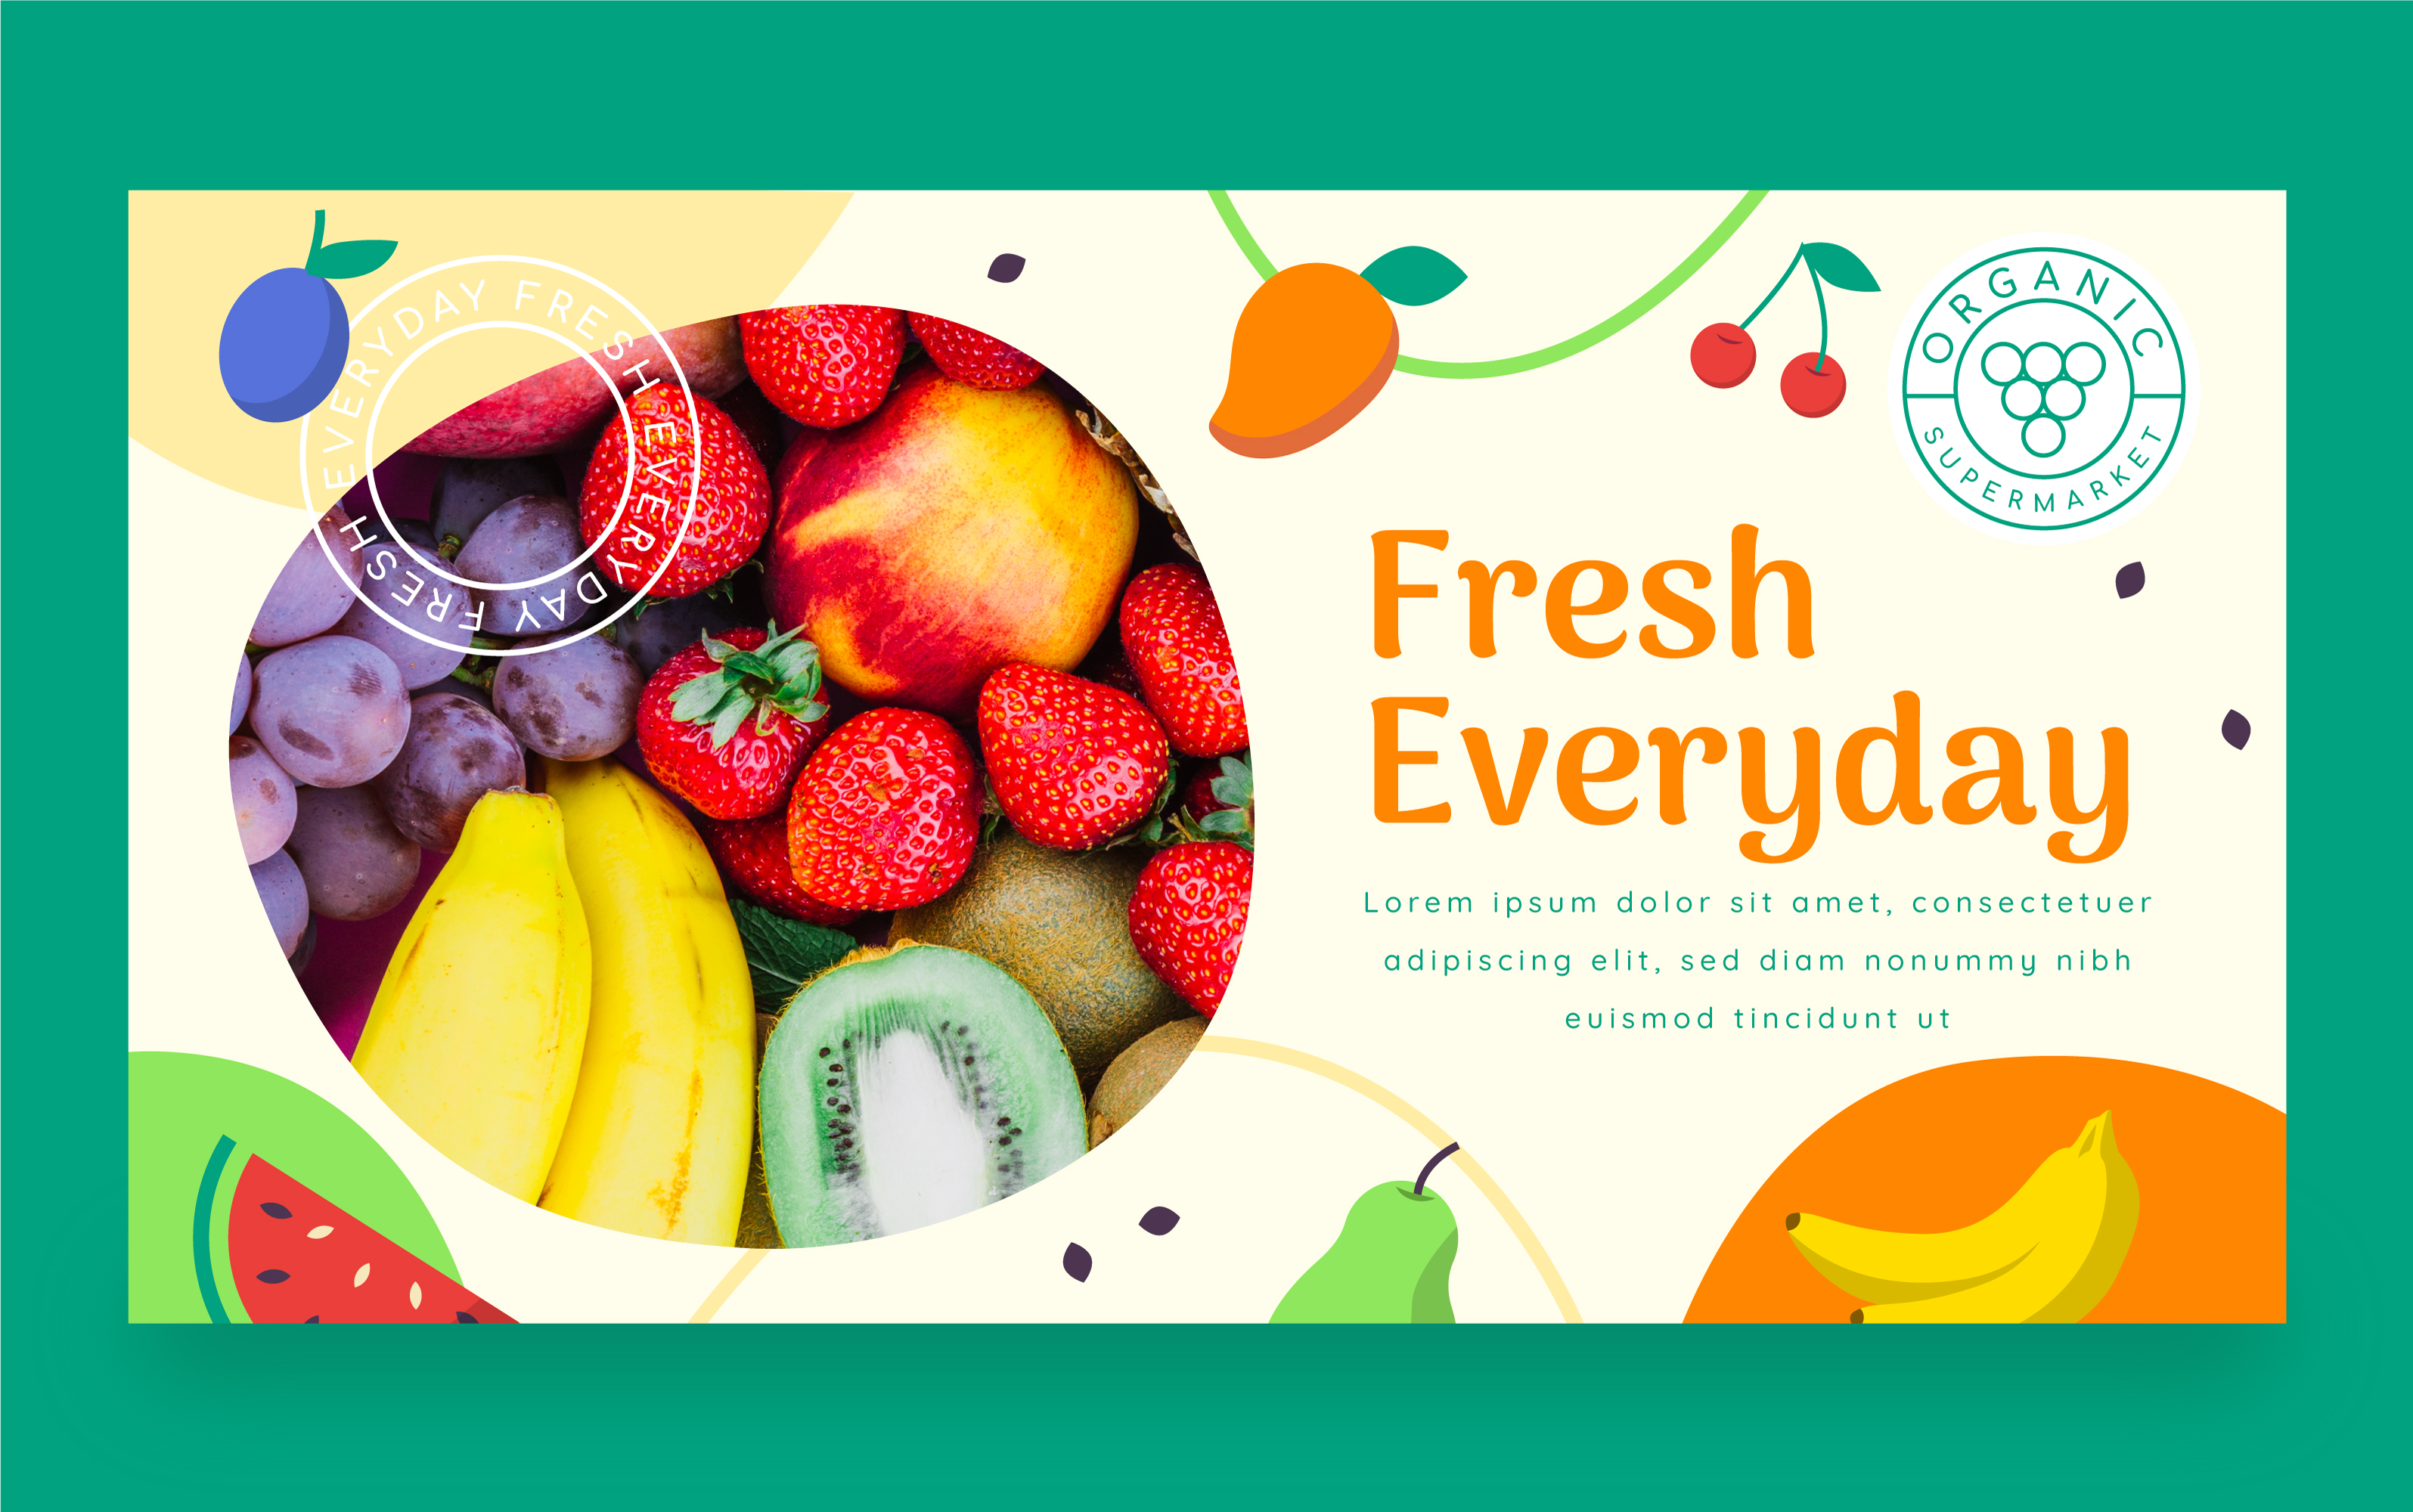 EVERYDAY FRESH EVERYDAY FRESH
ORGANIC
SUPERMARKET
Fresh
Everyday
Lorem ipsum dolor sit amet, consectetuer
adipiscing elit, sed diam nonummy nibh
euismod tincidunt ut